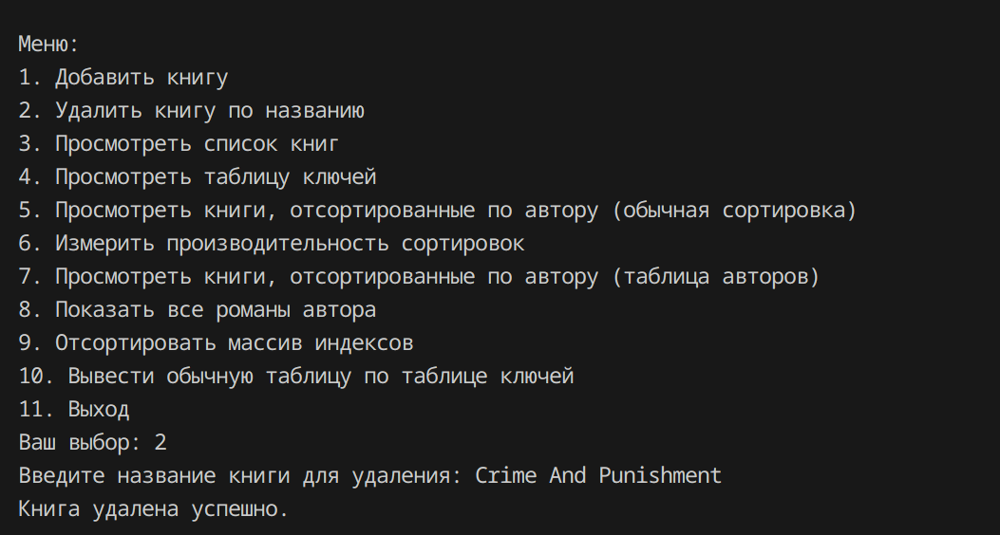 Меню:
1. Добавить книгу
2. Удалить книгу по названию
3. Просмотреть список книг
4. Просмотреть таблицу ключей
5. Просмотреть книги, отсортированные по автору (обычная сортировка)
6. Измерить производительность сортировок
7. Просмотреть книги, отсортированные по автору (таблица авторов)
8. Показать все романы автора
9. Отсортировать массив индексов
10. Вывести обычную таблицу по таблице ключей
11. Выход
Ваш выбор: 2
Введите название книги для удаления: Crime And Punishment
Книга удалена успешно.